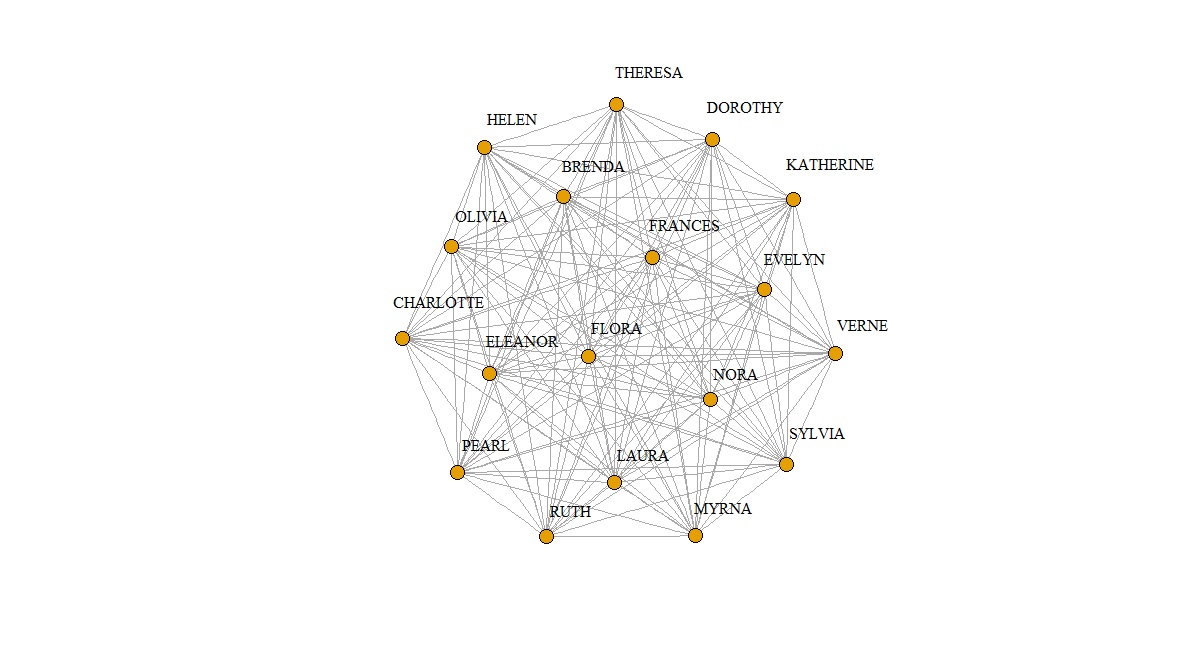 THERESA
DOROTHY
HELEN
KATHERINE
BRENDA
OLIVIA
FRANCES
EVELYN
CHARLOTTE
VERNE
FLORA
ELEANOR
NORA
SYLVIA
PEARL
LAURA
MYRNA
RUTH